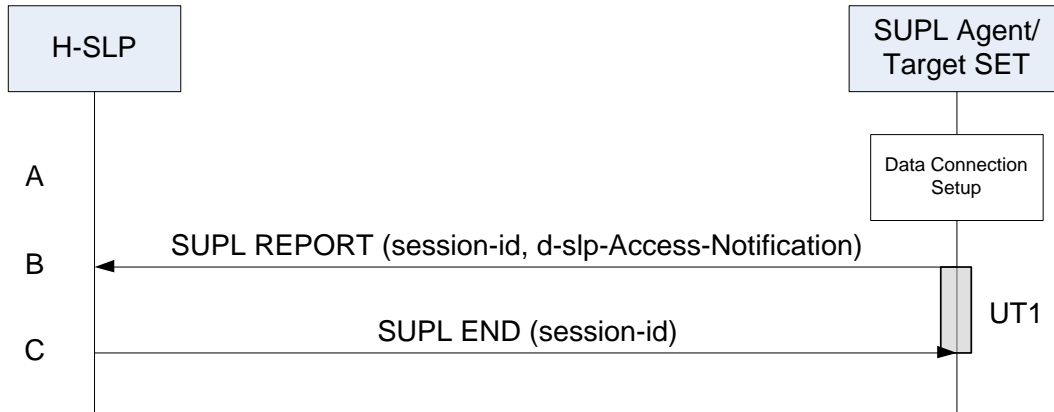 H-SLP
SUPL Agent/
Target SET
A
Data Connection
Setup
B
SUPL REPORT (session-id, d-slp-Access-Notification)
UT1
C
SUPL END (session-id)